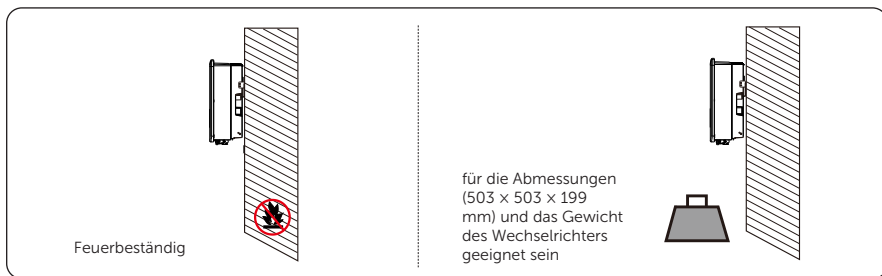 Feuerbeständig
für die Abmessungen
(503 × 503 × 199
mm) und das Gewicht
des Wechselrichters
geeignet sein